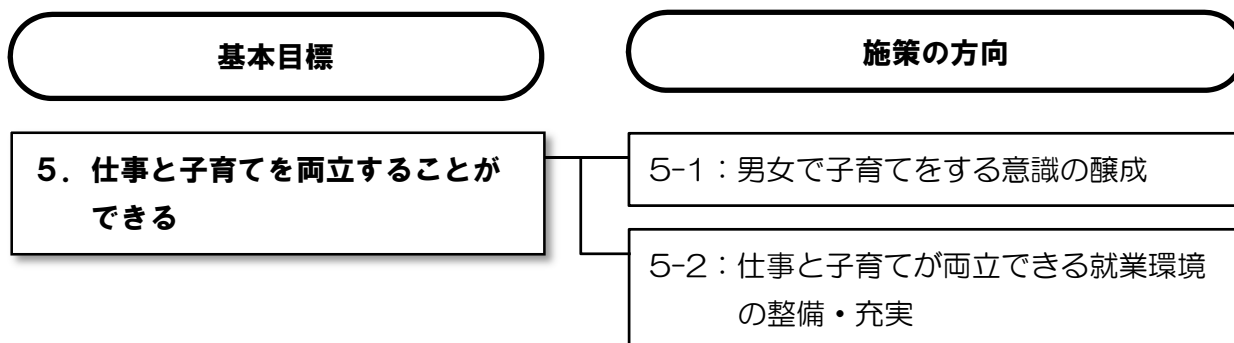 基本目標
施策の方向
5．仕事と子育てを両立することが
できる
5-1：男女で子育てをする意識の醸成
5-2：仕事と子育てが両立できる就業環境
の整備・充実